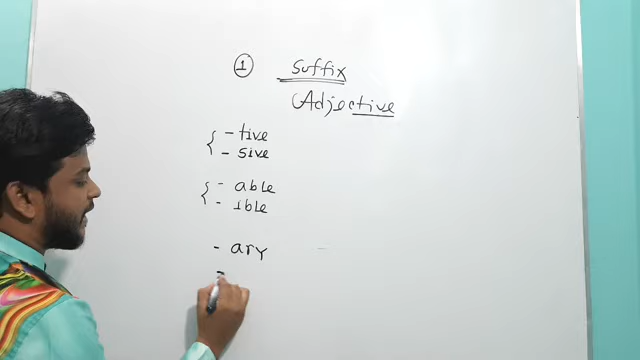 1 Suffix
Adjective
- tive
- sive
- able
- ible
- ary
-